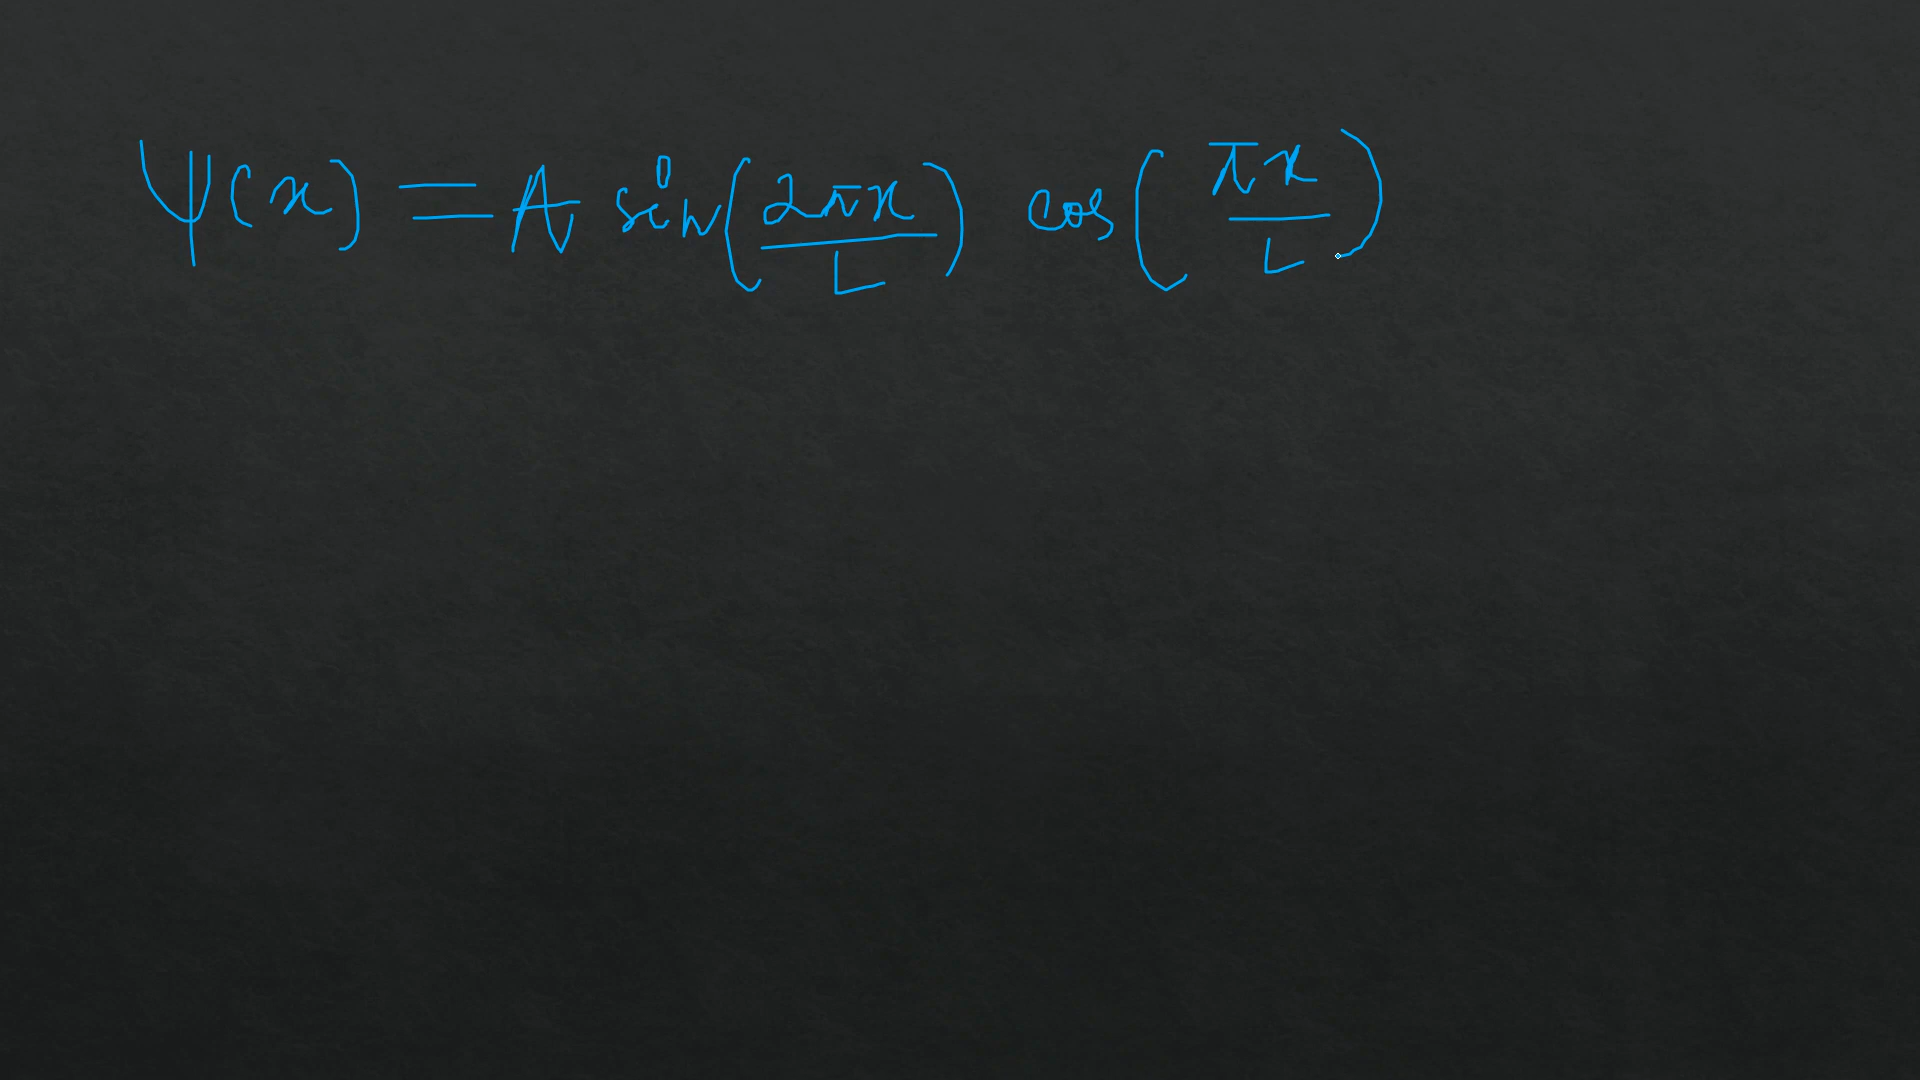 ψ(x) = A sin(2πx/L) cos(πx/L)